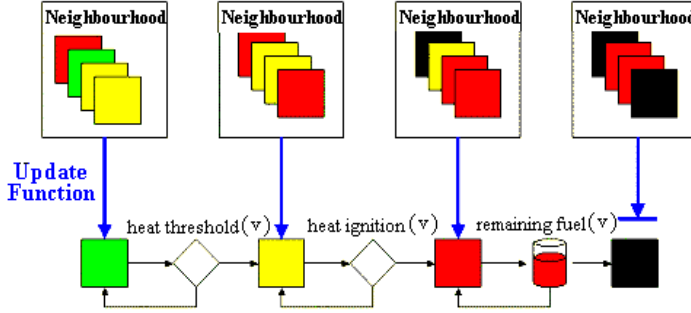 Neighbourhood
Neighbourhood
Neighbourhood
Neighbourhood
Update
Function
heat threshold(v)
heat ignition(v)
remaining fuel(v)